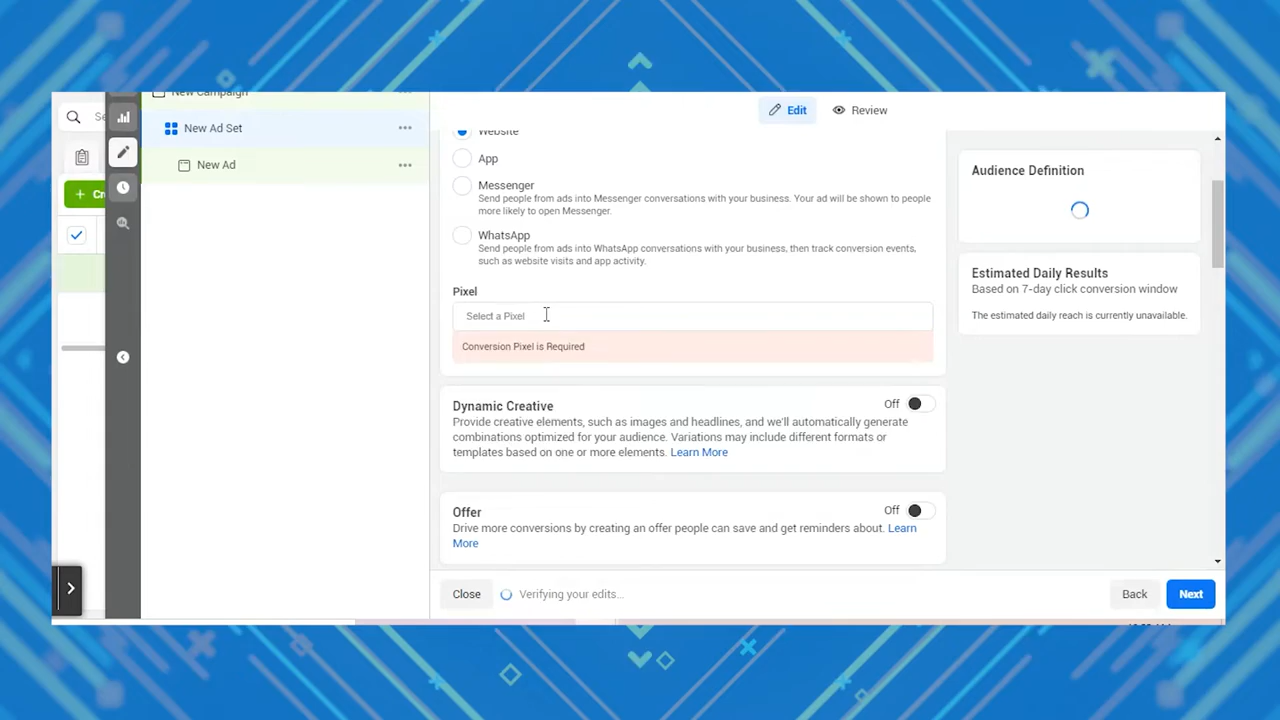 New Campaign
Se
New Ad Set
New Ad
Edit
Review
Website
App
Messenger
Send people from ads into Messenger conversations with your business. Your ad will be shown to people
more likely to open Messenger.
WhatsApp
Send people from ads into WhatsApp conversations with your business, then track conversion events,
such as website visits and app activity.
Pixel
Select a Pixel
Conversion Pixel is Required
Dynamic Creative
Off
Provide creative elements, such as images and headlines, and we'll automatically generate
combinations optimized for your audience. Variations may include different formats or
templates based on one or more elements. Learn More
Offer
Off
Drive more conversions by creating an offer people can save and get reminders about. Learn
More
Audience Definition
Estimated Daily Results
Based on 7-day click conversion window
The estimated daily reach is currently unavailable.
+ Cr
Close
Verifying your edits...
Back
Next